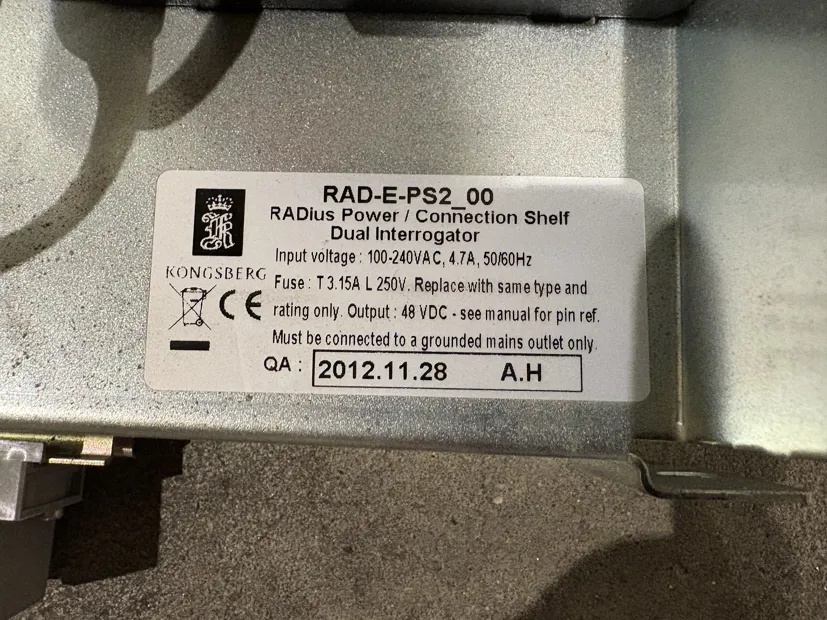 RAD-E-PS2_00
RADius Power / Connection Shelf
Dual Interrogator
KONGSBERG
CE
Input voltage : 100-240VAC, 4.7A, 50/60Hz
Fuse : T 3.15A L 250V. Replace with same type and
rating only. Output : 48 VDC - see manual for pin ref.
Must be connected to a grounded mains outlet only.
QA : 2012.11.28 A.H